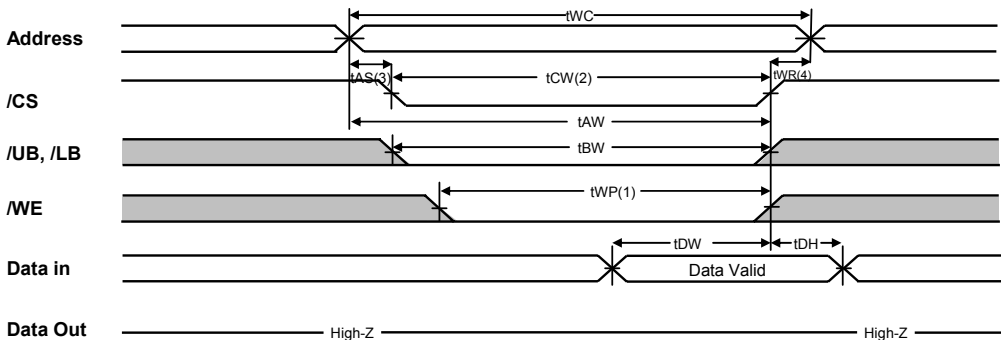 tWC
Address
tAS(3) tCW(2) tWR(4)
/CS
tAW
/UB, /LB tBW
tWP(1)
/WE
tDW tDH
Data in Data Valid
Data Out High-Z High-Z